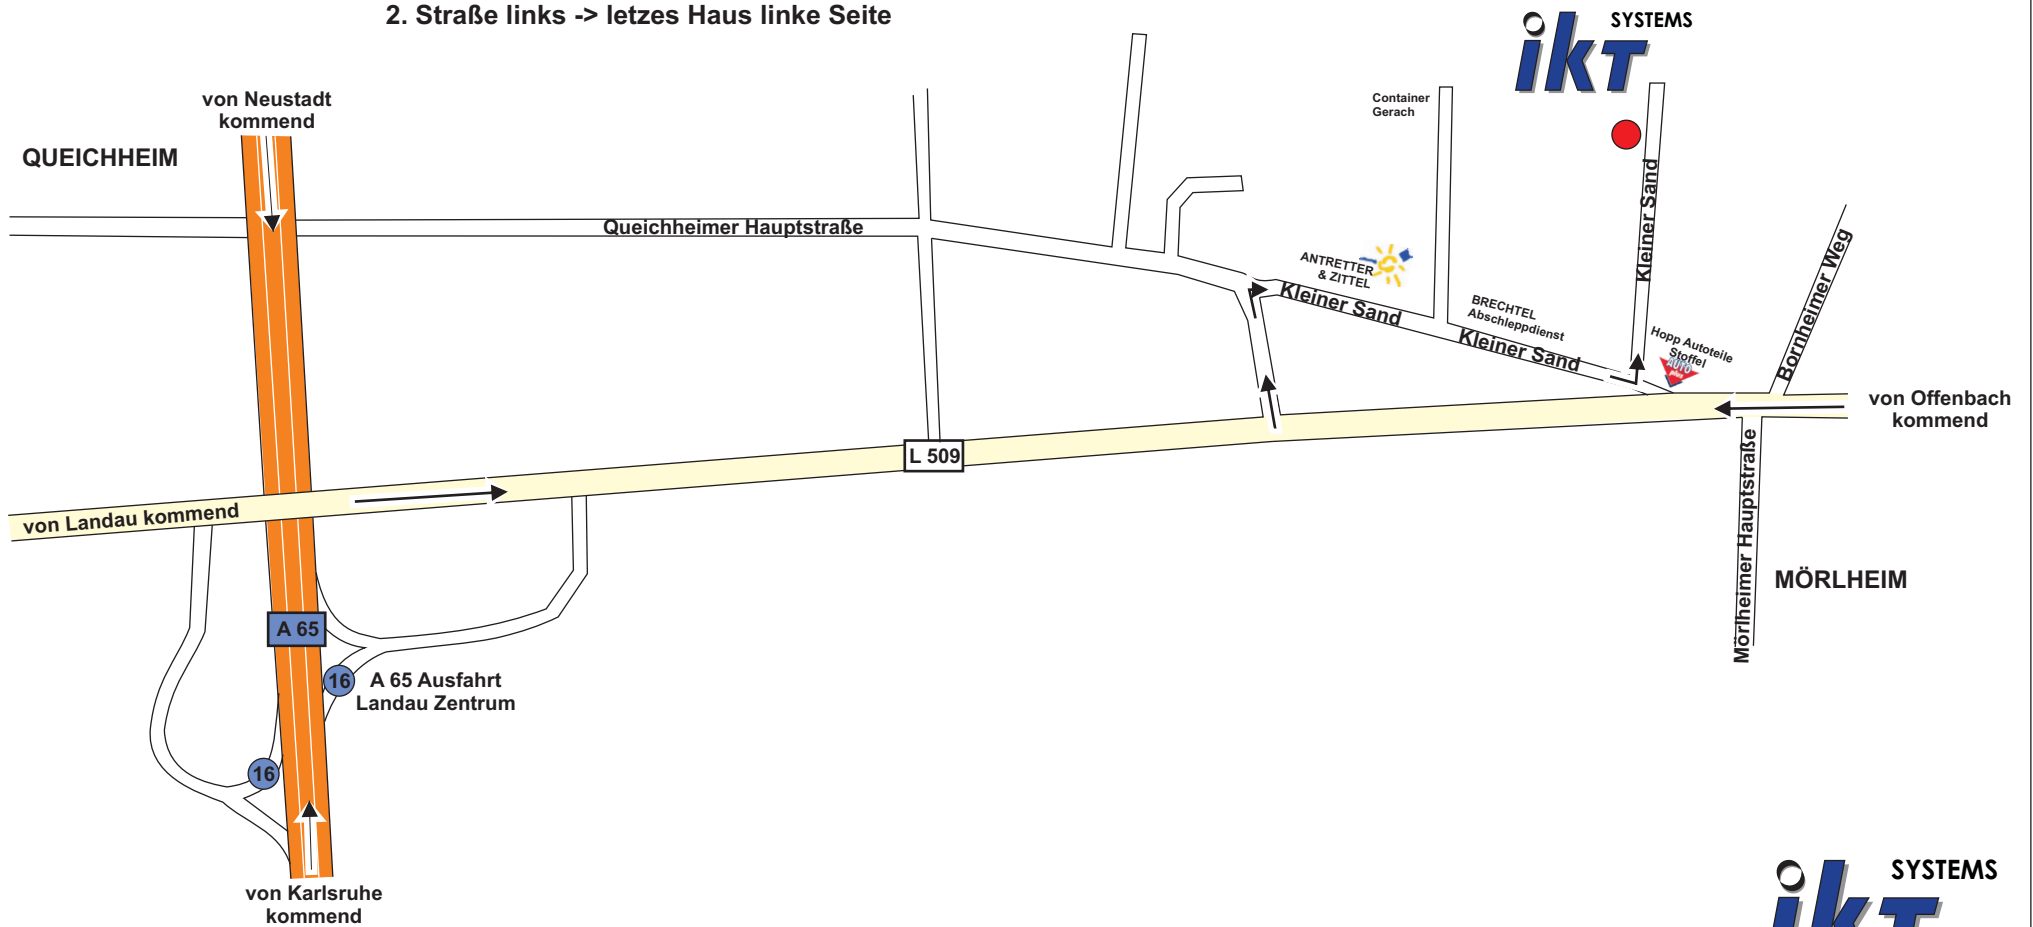 2. Straße links -> letzes Haus linke Seite
SYSTEMS
ikT
von Neustadt
kommend
QUEICHHEIM
Container
Gerach
Queichheimer Hauptstraße
Kleiner Sand
Bornheimer Weg
ANTRETTER
& ZITTEL
Kleiner Sand
BRECHTEL
Abschleppdienst
Kleiner Sand
Hopp Autoteile
Stoffel
AUTO
plus
von Offenbach
kommend
L 509
von Landau kommend
Mörlheimer Hauptstraße
MÖRLHEIM
A 65
16
A 65 Ausfahrt
Landau Zentrum
16
von Karlsruhe
kommend
SYSTEMS
ikT